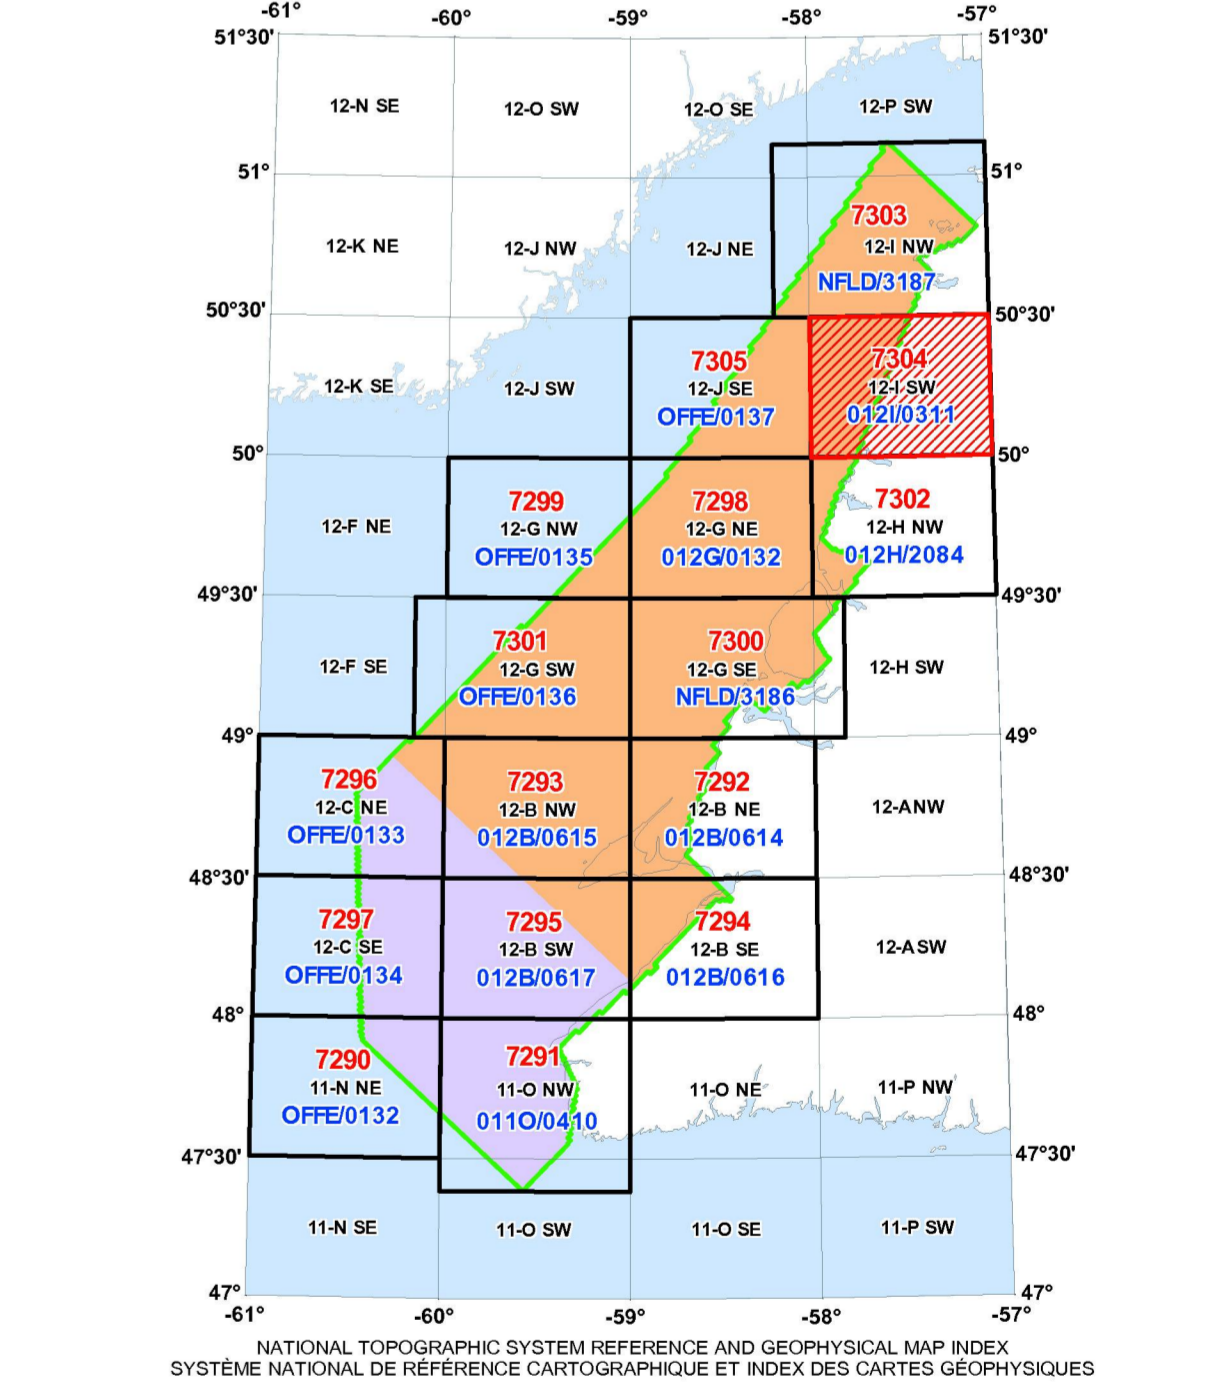 -61° -60° -59° -58° -57°
51°30' 51°30'
12-N SE 12-O SW 12-O SE 12-P SW
51° 51°
7303
12-K NE 12-J NW 12-J NE 12-I NW
NFLD/3187
50°30' 50°30'
7305 7304
12-K SE 12-J SW 12-J SE 12-I SW
OFFE/0137 012I/0311
50° 50°
7299 7298 7302
12-F NE 12-G NW 12-G NE 12-H NW
OFFE/0135 012G/0132 012H/2084
49°30' 49°30'
7301 7300
12-F SE 12-G SW 12-G SE 12-H SW
OFFE/0136 NFLD/3186
49° 49°
7296 7293 7292
12-C NE 12-B NW 12-B NE 12-A NW
OFFE/0133 012B/0615 012B/0614
48°30' 48°30'
7297 7295 7294
12-C SE 12-B SW 12-B SE 12-A SW
OFFE/0134 012B/0617 012B/0616
48° 48°
7290 7291
11-N NE 11-O NW 11-O NE 11-P NW
OFFE/0132 011O/0410
47°30' 47°30'
11-N SE 11-O SW 11-O SE 11-P SW
47° 47°
-61° -60° -59° -58° -57°
NATIONAL TOPOGRAPHIC SYSTEM REFERENCE AND GEOPHYSICAL MAP INDEX
SYSTÈME NATIONAL DE RÉFÉRENCE CARTOGRAPHIQUE ET INDEX DES CARTES GÉOPHYSIQUES